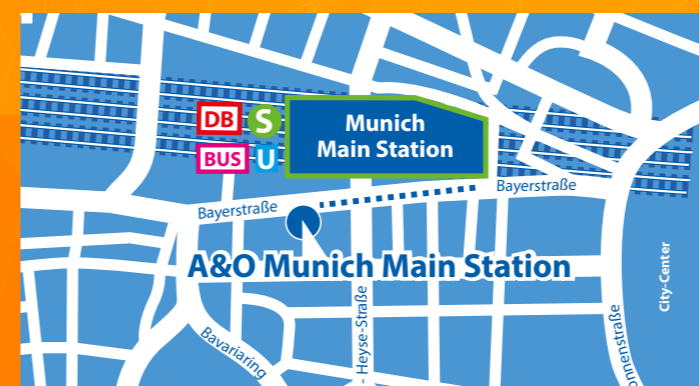 DB
S
BUS
U
Munich
Main Station
Bayerstraße
Bayerstraße
A&O Munich Main Station
City-Center
- Heyse-Straße
Bavariaring
onnenstraße